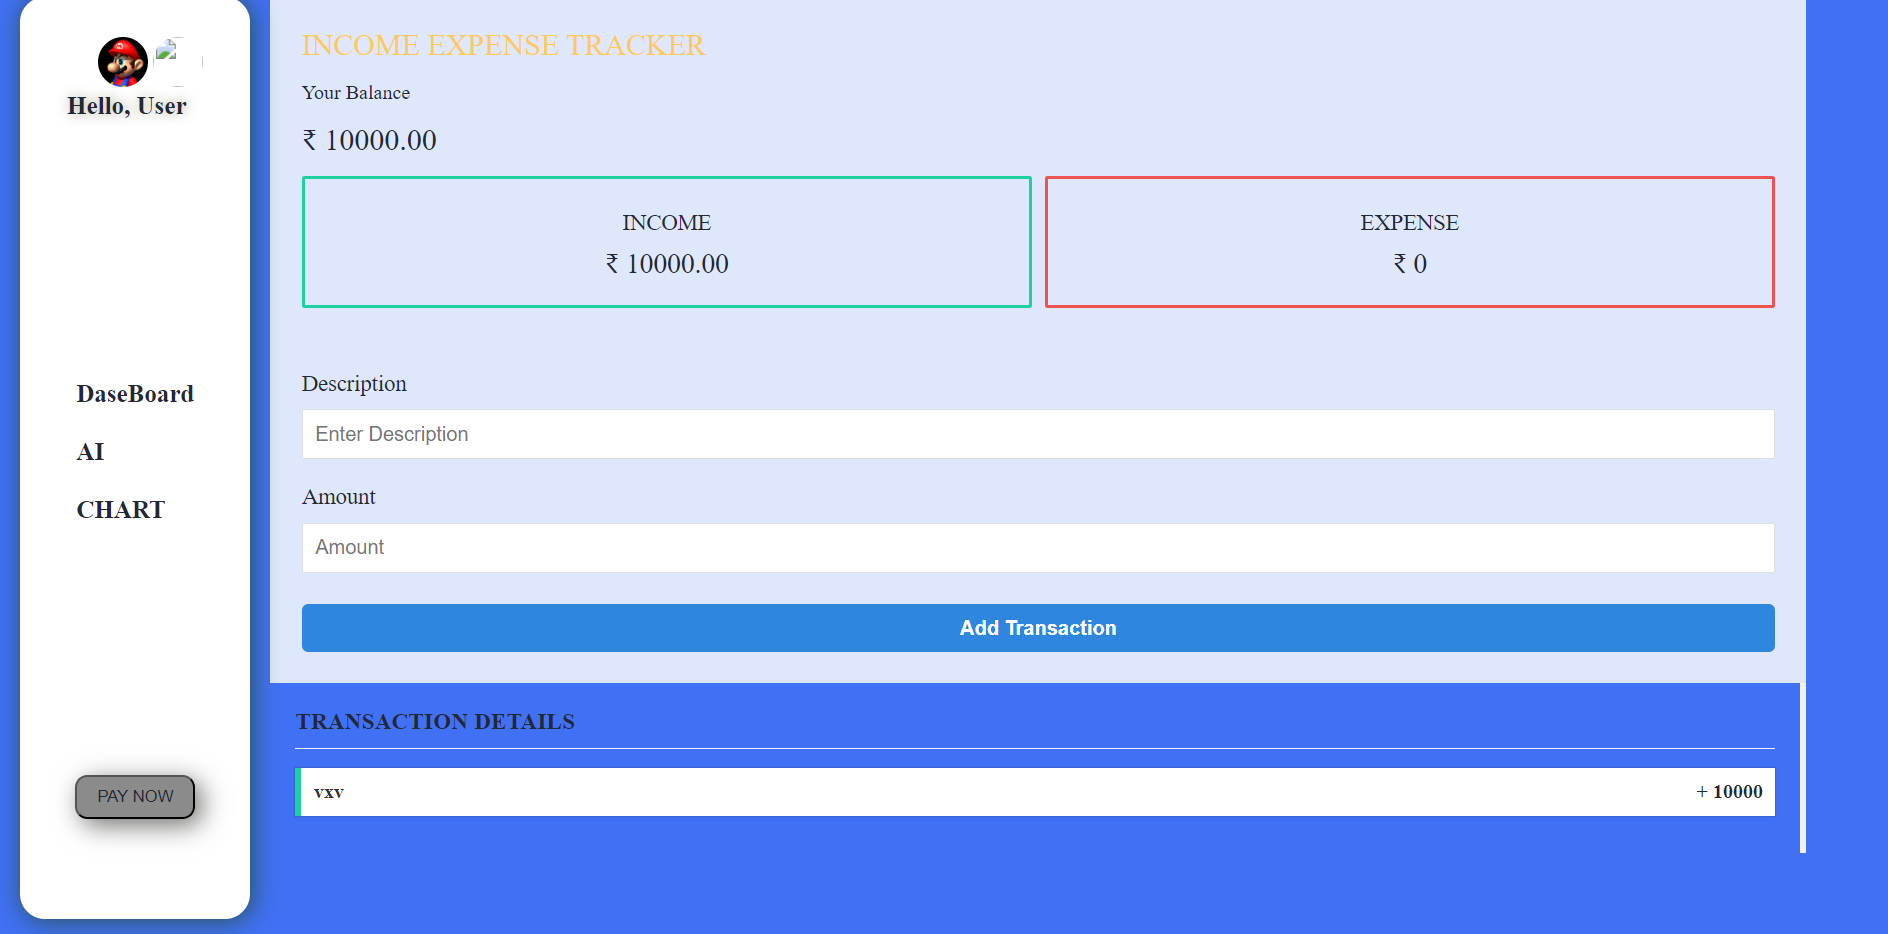 Hello, User
DaseBoard
AI
CHART
PAY NOW
INCOME EXPENSE TRACKER
Your Balance
₹ 10000.00
INCOME
₹ 10000.00
EXPENSE
₹ 0
Description
Enter Description
Amount
Amount
Add Transaction
TRANSACTION DETAILS
vxv + 10000